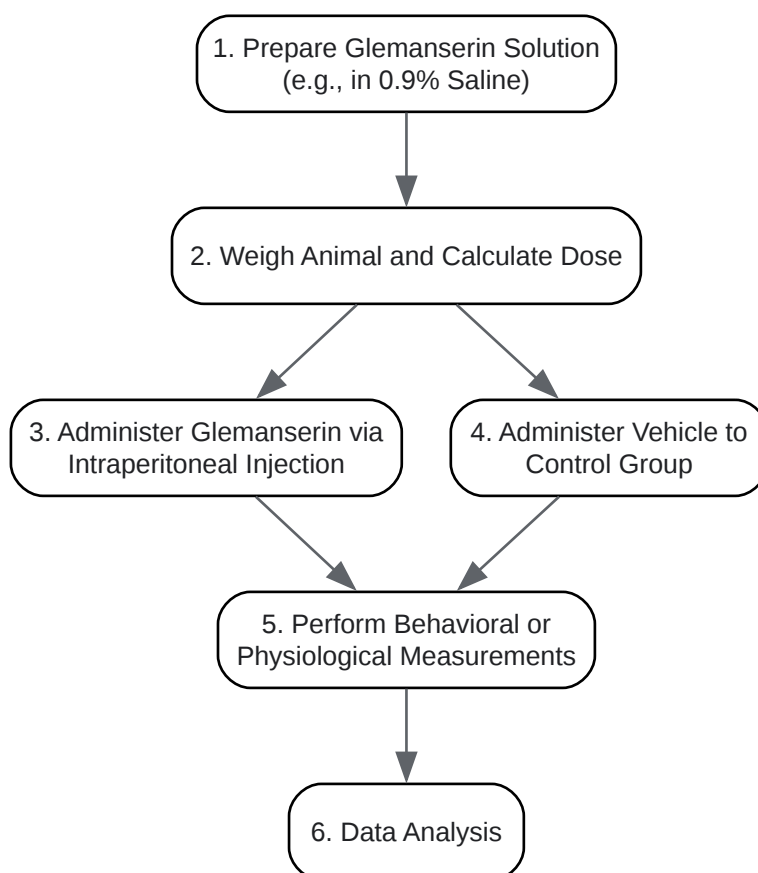 1. Prepare Glemanserin Solution
(e.g., in 0.9% Saline)
2. Weigh Animal and Calculate Dose
3. Administer Glemanserin via
Intraperitoneal Injection
4. Administer Vehicle to
Control Group
5. Perform Behavioral or
Physiological Measurements
6. Data Analysis